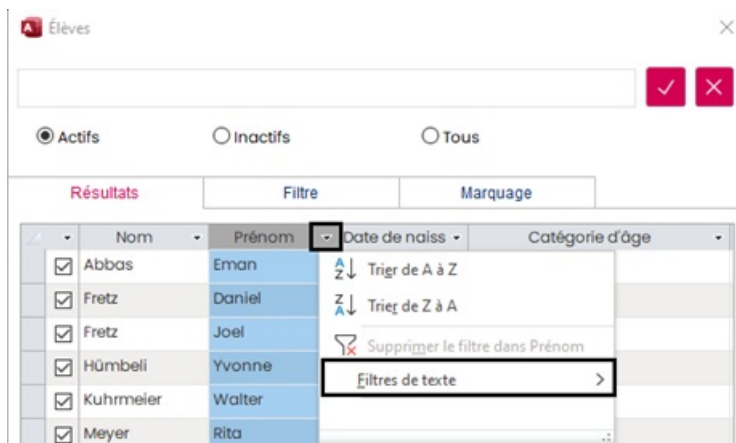 Élèves
Actifs Inactifs Tous
Résultats Filtre Marquage
Nom Prénom Date de naiss Catégorie d'âge
Abbas Eman
Trier de A à Z
Fretz Daniel
Trier de Z à A
Fretz Joel
Supprimer le filtre dans Prénom
Hümbeli Yvonne
Filtres de texte
Kuhrmeier Walter
Meyer Rita